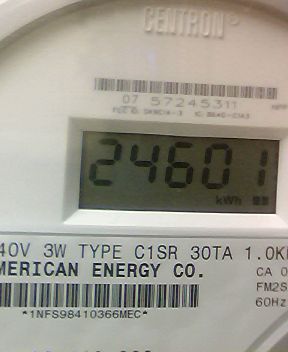 CENTRON®
07 57245311
24601
kWh
40V 3W TYPE C1SR 30TA 1.0K
MERICAN ENERGY CO.
CA 0
FM2S
60Hz
*1NFS98410366MEC*